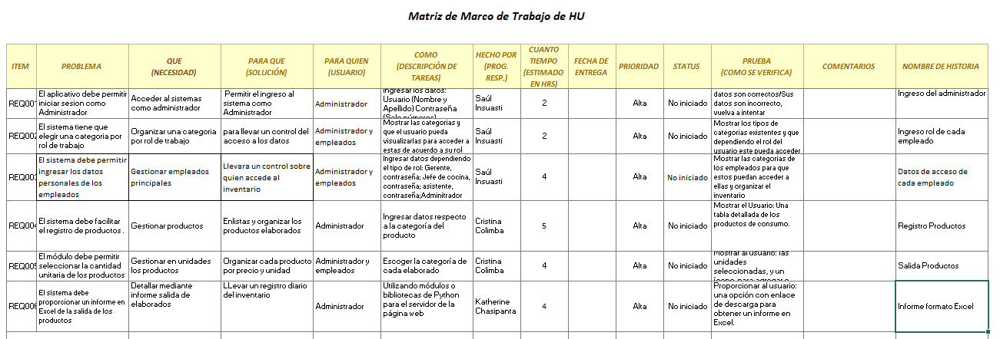 Matriz de Marco de Trabajo de HU
ITEM
PROBLEMA
QUE
(NECESIDAD)
PARA QUE
(SOLUCIÓN)
PARA QUIEN
(USUARIO)
COMO
(DESCRIPCIÓN DE
TAREAS)
HECHO POR
(PROG.
RESP.)
CUANTO
TIEMPO
(ESTIMADO
EN HRS)
FECHA DE
ENTREGA
PRIORIDAD
STATUS
PRUEBA
(COMO SE VERIFICA)
COMENTARIOS
NOMBRE DE HISTORIA
REQ001
El aplicativo debe permitir
iniciar sesion como
Administrador
Acceder al sistemas
como administrador
Permitir el ingreso al
sistema como
Administrador
Administrador
Ingresar los datos:
Usuario (Nombre y
Apellido) Contraseña
(Solo números)
Saúl
Insuasti
2
Alta
No iniciado
datos son correctos/Sus
datos son incorrecto,
vuelva a intentar
Ingreso del administrador
REQ002
El sistema tiene que
elegir una categoria por
rol de trabajo
Organizar una categoria
por rol de trabajo
para llevar un control del
acceso a los datos
Administrador y
empleados
Mostrar las categorias y
que el usuario pueda
visualizarlas para acceder a
estas de acuerdo a su rol
Saúl
Insuasti
2
Alta
No iniciado
Mostrar los tipos de
categorias existentes y que
dependiendo el rol del
usuario este pueda acceder
Ingreso rol de cada
empleado
REQ003
El sistema debe permitir
ingresar los datos
personales de los
empleados
Gestionar empleados
principales
Llevara un control sobre
quien accede al
inventario
Administrador y
empleados
Ingresar datos dependiendo
el tipo de rol: Gerente,
contraseña; Jefe de cocina,
contraseña; asistente,
contraseña;Adminitrador
Saúl
Insuasti
4
Alta
No iniciado
Mostrar las categorias de
los empleados para que
estos puedan acceder a
ellas y organizar el
inventario
Datos de acceso de
cada empleado
REQ004
El sistema debe facilitar
el registro de productos .
Gestionar productos
Enlistas y organizar los
productos elaborados
Administrador
Ingresar datos respecto
a la categoría del
producto
Cristina
Colimba
5
Alta
No iniciado
Mostrar el Usuario: Una
tabla detallada de los
productos de consumo.
Registro Productos
REQ005
El módulo debe permitir
seleccionar la cantidad
unitaria de los productos
Gestionar en unidades
los productos
Organizar cada producto
por precio y unidad
Administrador y
empleados
Escoger la categoría de
cada elaborado
Cristina
Colimba
4
Alta
No iniciado
Mostrar al usuario: las
unidades
seleccionadas, y un
Salida Productos
REQ006
El sistema debe
proporcionar un informe en
Excel de la salida de los
productos
Detallar mediante
informe salida de
elaborados
LLevar un registro diario
del inventario
Administrador
Utilizando módulos o
bibliotecas de Python
para el servidor de la
página web
Katherine
Chasipanta
4
Alta
No iniciado
Proporcionar al usuario:
una opción con enlace
de descarga para
obtener un informe en
Excel.
Informe formato Excel